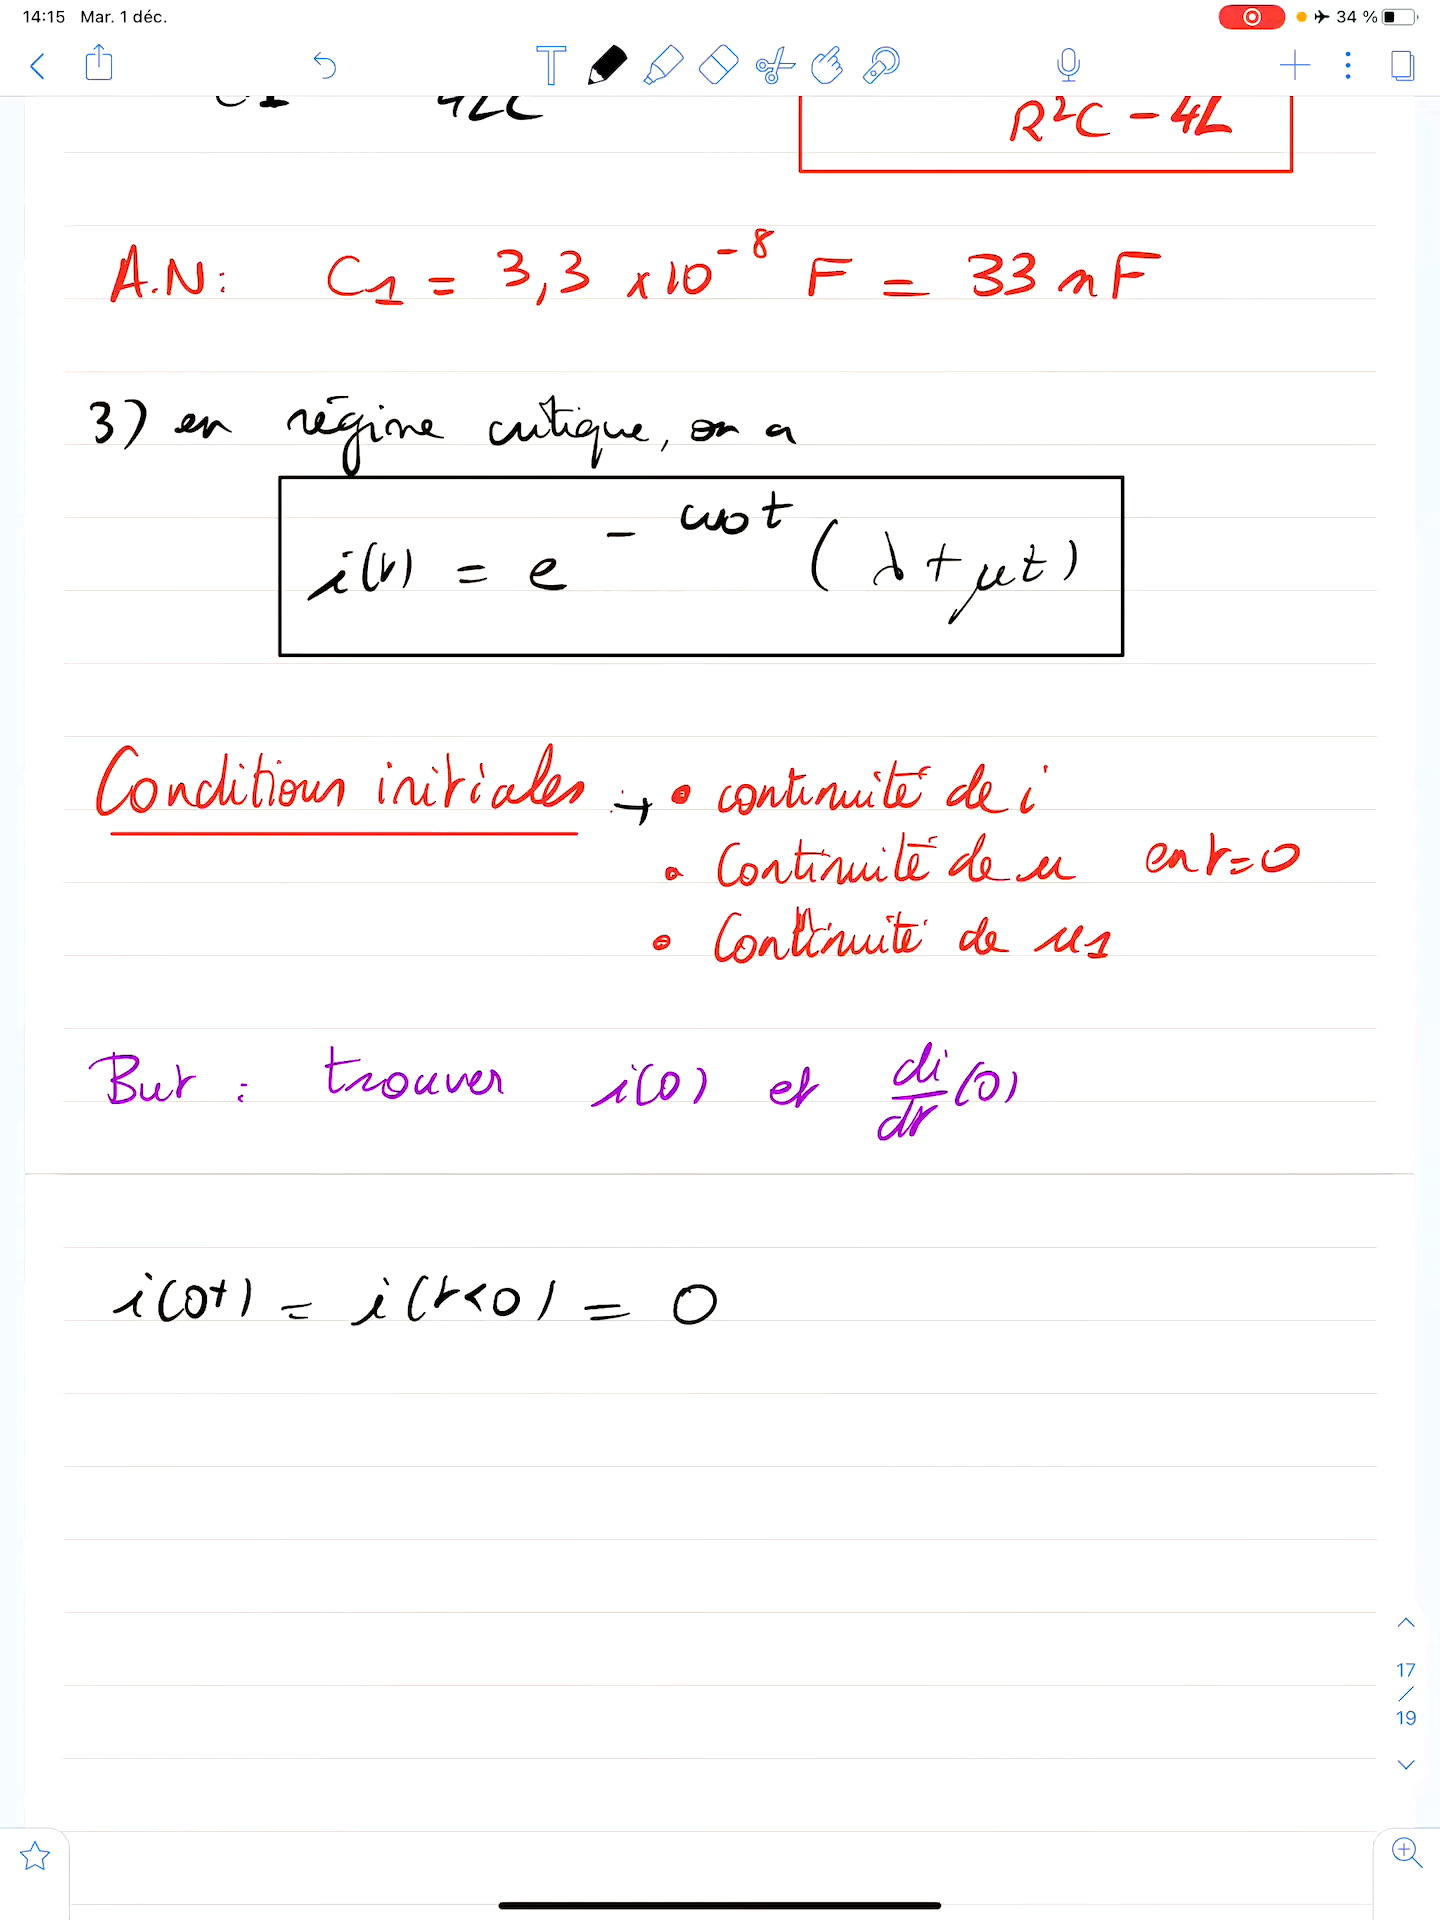 14:15 Mar. 1 déc. 34 %
R²C - 4L
A.N: C1 = 3,3 x10⁻⁸ F = 33 nF
3) en régime critique, on a
i(t) = e^(-ω0t) (λ + μt)
Conditions initiales → • continuité de i
• Continuité de u en t=0
• Continuité de u1
But : trouver i(0) et di/dt (0)
i(0+) = i(t<0) = 0
17
/
19